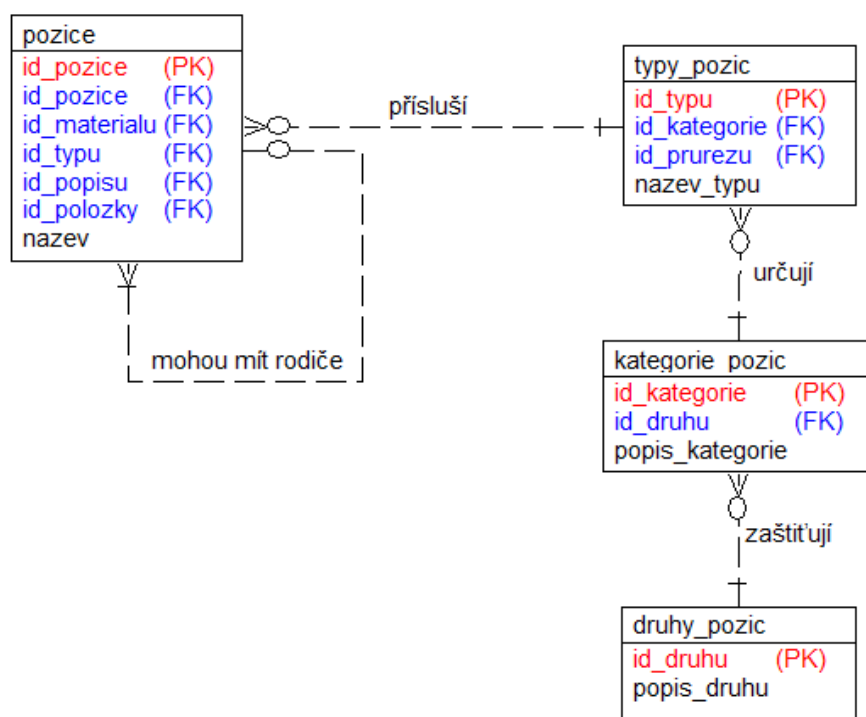 pozice
id_pozice (PK)
id_pozice (FK)
id_materialu (FK)
id_typu (FK)
id_popisu (FK)
id_polozky (FK)
nazev
přísluší
mohou mít rodiče
typy_pozic
id_typu (PK)
id_kategorie (FK)
id_prurezu (FK)
nazev_typu
určují
kategorie_pozic
id_kategorie (PK)
id_druhu (FK)
popis_kategorie
zaštiťují
druhy_pozic
id_druhu (PK)
popis_druhu